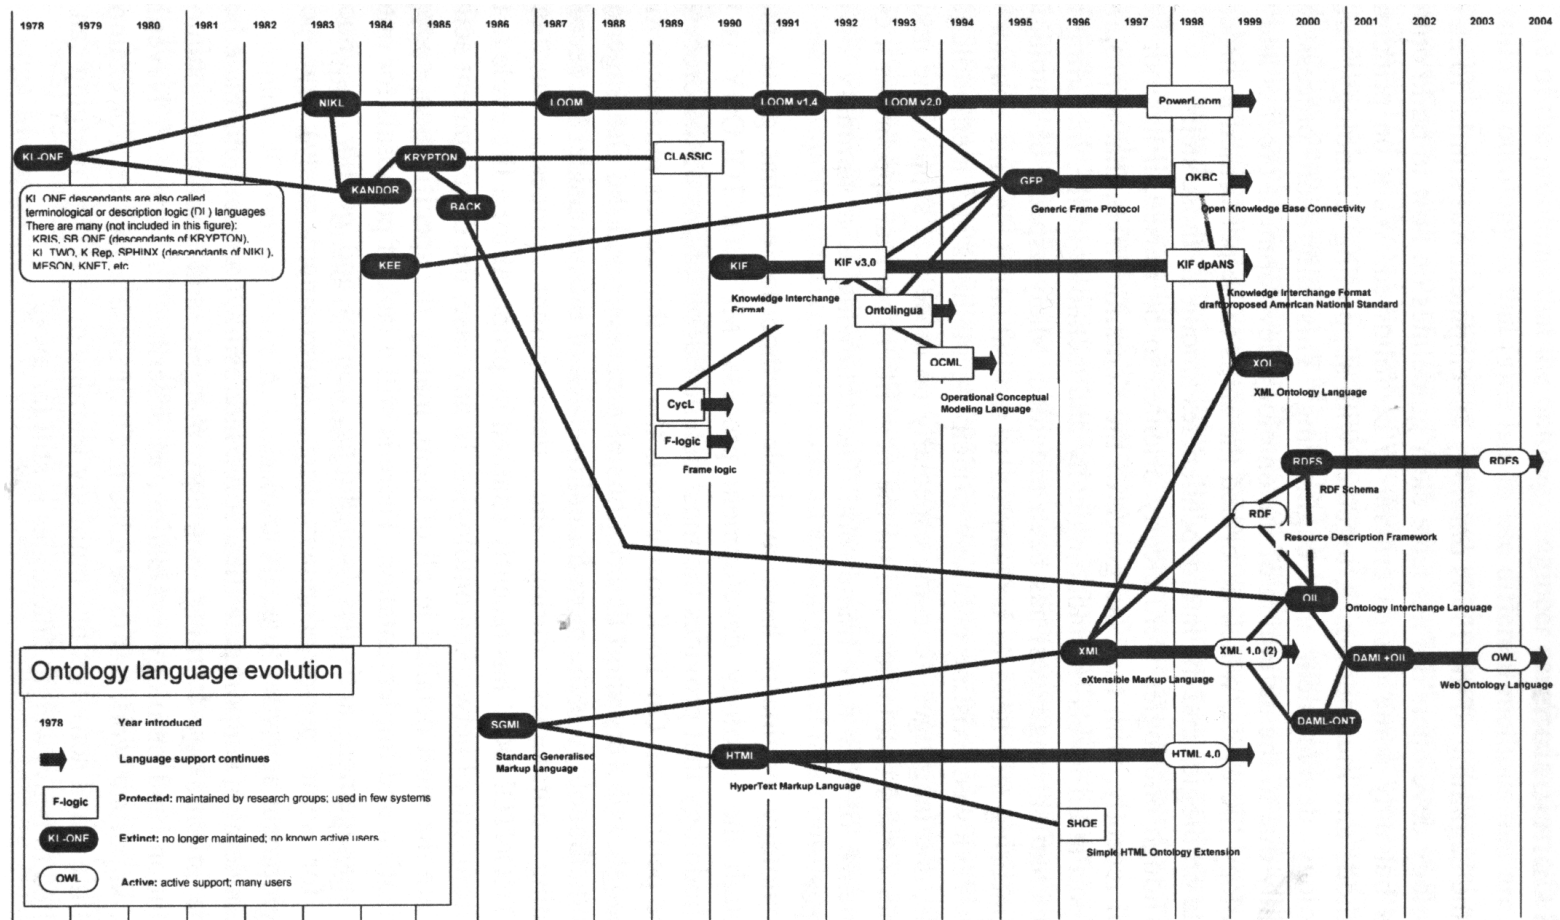 1978 1979 1980 1981 1982 1983 1984 1985 1986 1987 1988 1989 1990 1991 1992 1993 1994 1995 1996 1997 1998 1999 2000 2001 2002 2003 2004
NIKL
LOOM
LOOM v1,4
LOOM v2.0
PowerLoom
KL-ONE
KRYPTON
CLASSIC
KANDOR
BACK
GFP
OKBC
Generic Frame Protocol
Open Knowledge Base Connectivity
KL ONE descendants are also called
terminological or description logic (DL) languages
There are many (not included in this figure):
KRIS, SB ONE (descendants of KRYPTON),
KL TWO, K Rep, SPHINX (descendants of NIKL),
MESON, KNET, etc
KEE
KIF
KIF v3,0
KIF dpANS
Knowledge Interchange
Format
Knowledge Interchange Format
draft proposed American National Standard
Ontolingua
OCML
Operational Conceptual
Modeling Language
XOL
XML Ontology Language
CycL
F-logic
Frame logic
RDFS
RDFS
RDF Schema
RDF
Resource Description Framework
OIL
Ontology Interchange Language
XML
XML 1,0 (2)
eXtensible Markup Language
DAML+OIL
OWL
Web Ontology Language
SGML
Standard Generalised
Markup Language
DAML-ONT
HTML
HTML 4,0
HyperText Markup Language
SHOE
Simple HTML Ontology Extension
Ontology language evolution
1978 Year introduced
Language support continues
F-logic Protected: maintained by research groups; used in few systems
KL-ONE Extinct: no longer maintained; no known active users
OWL Active: active support; many users